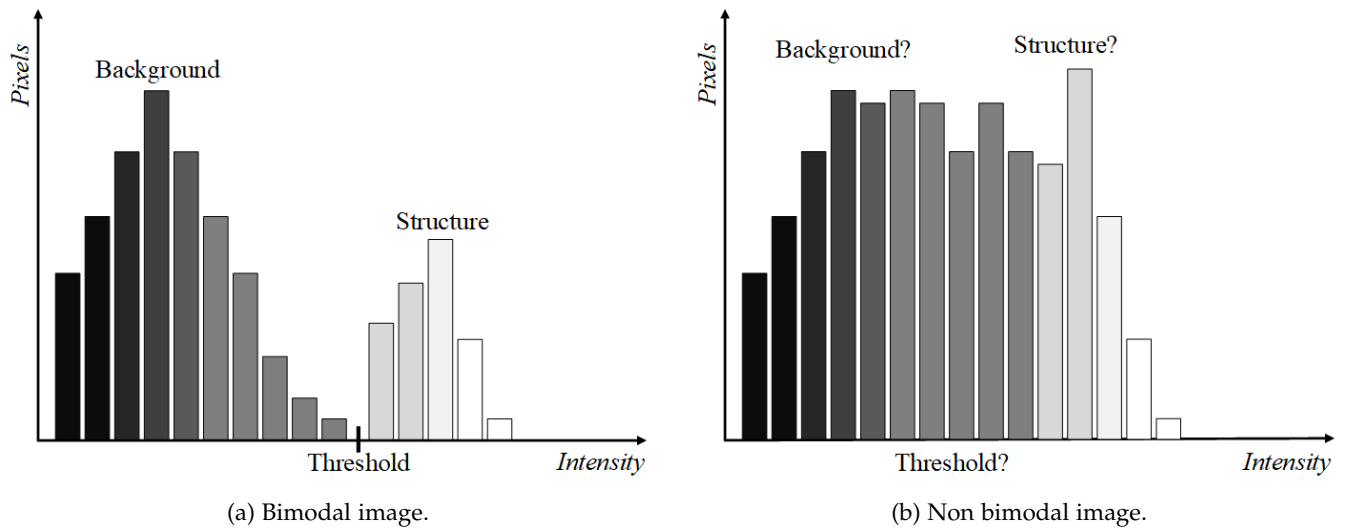 Pixels
Background
Structure
Threshold
Intensity
(a) Bimodal image.
Pixels
Background?
Structure?
Threshold?
Intensity
(b) Non bimodal image.